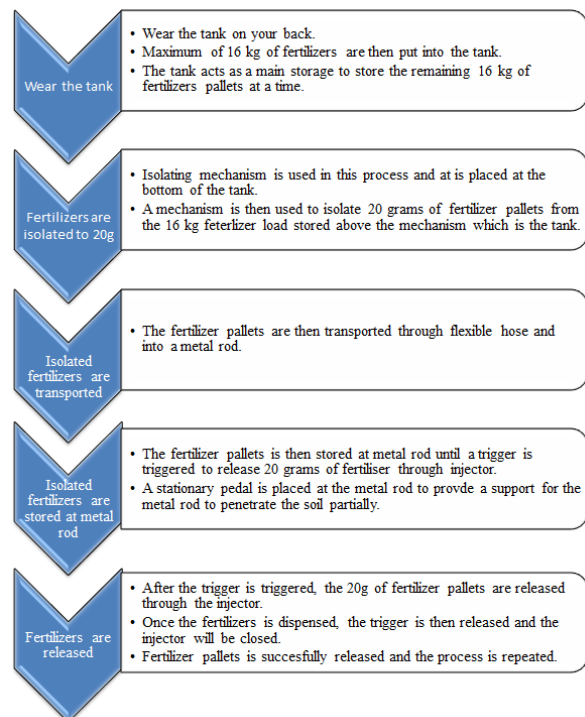 Wear the tank
• Wear the tank on your back.
• Maximum of 16 kg of fertilizers are then put into the tank.
• The tank acts as a main storage to store the remaining 16 kg of
fertilizers pallets at a time.
Fertilizers are
isolated to 20g
• Isolating mechanism is used in this process and at is placed at the
bottom of the tank.
• A mechanism is then used to isolate 20 grams of fertilizer pallets from
the 16 kg feterlizer load stored above the mechanism which is the tank.
Isolated
fertilizers are
transported
• The fertilizer pallets are then transported through flexible hose and
into a metal rod.
Isolated
fertilizers are
stored at metal
rod
• The fertilizer pallets is then stored at metal rod until a trigger is
triggered to release 20 grams of fertiliser through injector.
• A stationary pedal is placed at the metal rod to provde a support for the
metal rod to penetrate the soil partially.
Fertilizers are
released
• After the trigger is triggered, the 20g of fertilizer pallets are released
through the injector.
• Once the fertilizers is dispensed, the trigger is then released and the
injector will be closed.
• Fertilizer pallets is succesfully released and the process is repeated.